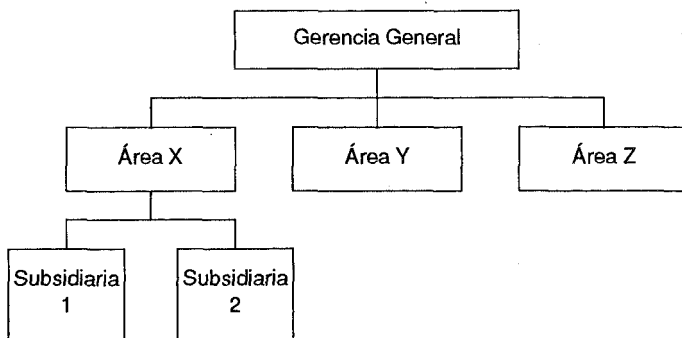 Gerencia General
Área X
Área Y
Área Z
Subsidiaria
1
Subsidiaria
2